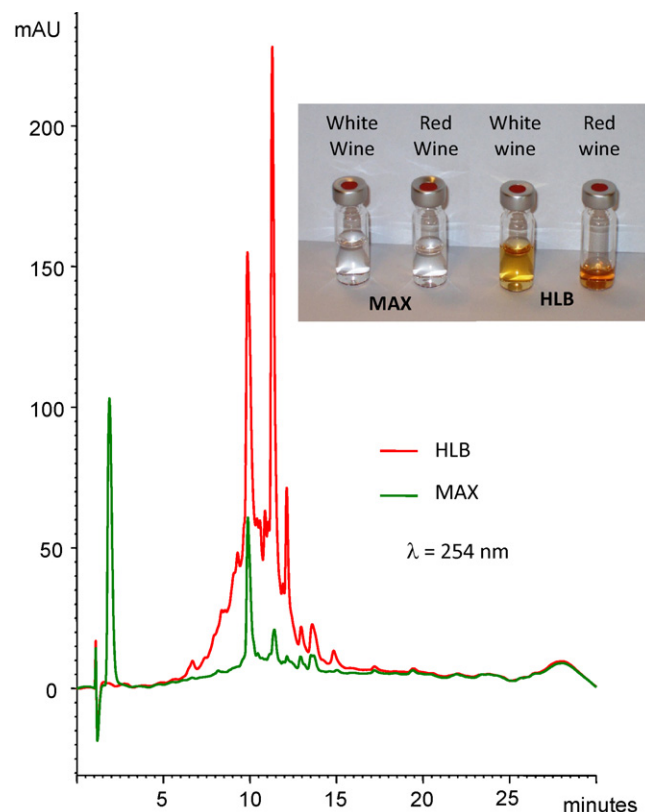 mAU
200
150
100
50
0
5 10 15 20 25 minutes
White Wine Red Wine White wine Red wine
MAX HLB
HLB
MAX
λ = 254 nm